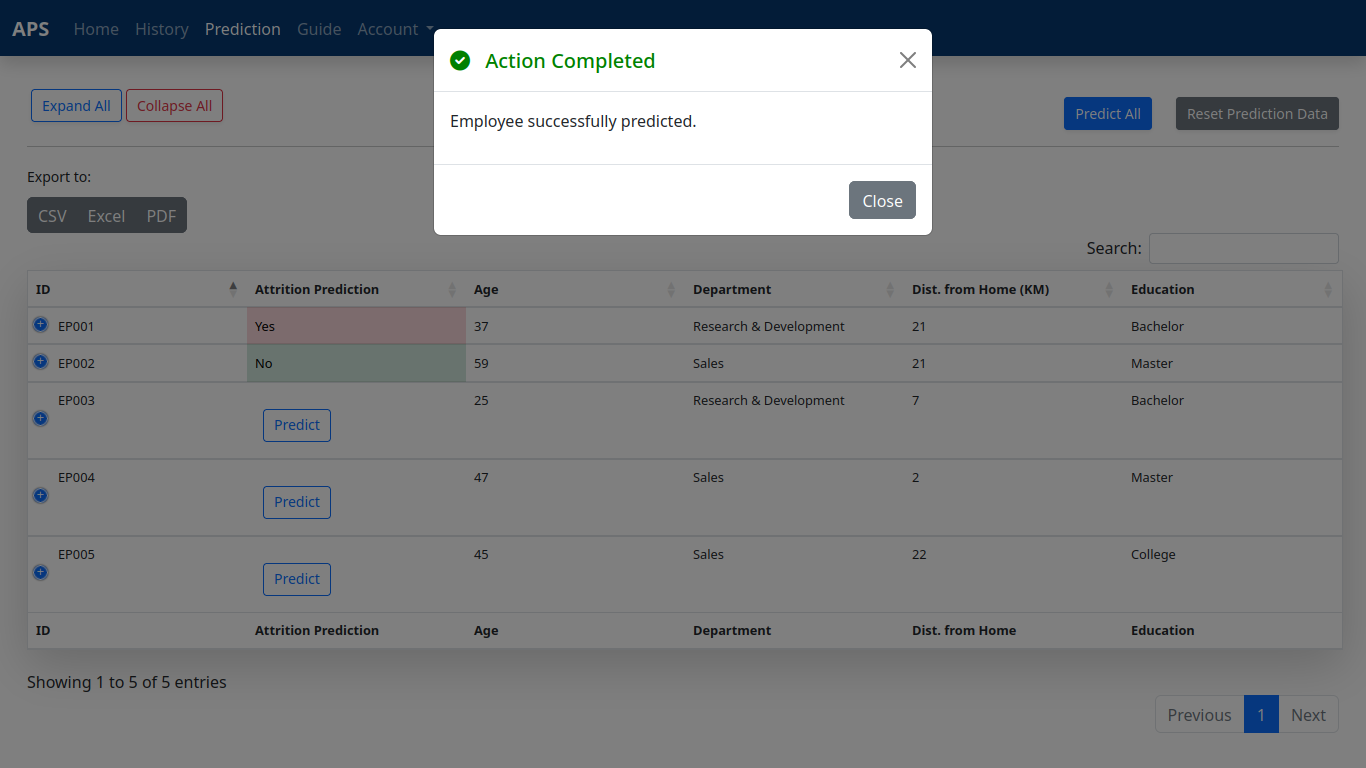 APS Home History Prediction Guide Account
Action Completed
Employee successfully predicted.
Close
Expand All Collapse All Predict All Reset Prediction Data
Export to:
CSV Excel PDF
Search:
ID Attrition Prediction Age Department Dist. from Home (KM) Education
EP001 Yes 37 Research & Development 21 Bachelor
EP002 No 59 Sales 21 Master
EP003 Predict 25 Research & Development 7 Bachelor
EP004 Predict 47 Sales 2 Master
EP005 Predict 45 Sales 22 College
ID Attrition Prediction Age Department Dist. from Home Education
Showing 1 to 5 of 5 entries
Previous 1 Next